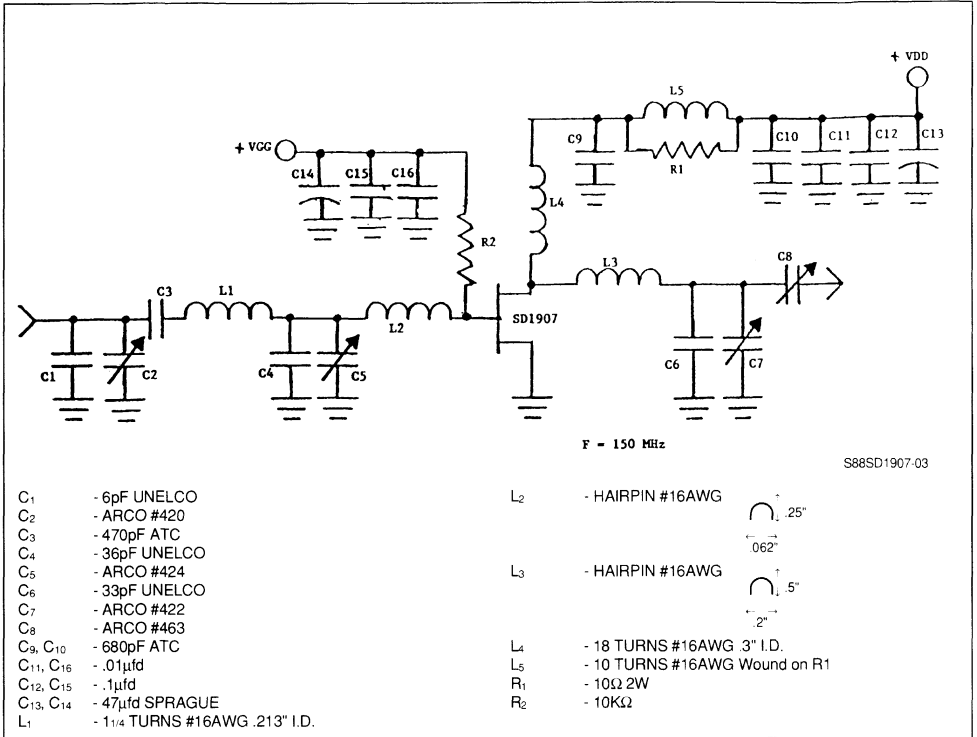 + VDD
L5
+ VGG
C9
C10
C11
C12
C13
C14
C15
C16
R1
L4
R2
C8
L3
C3
L1
L2
SD1907
C1
C2
C4
C5
C6
C7
F = 150 MHz
S88SD1907-03
C₁ - 6pF UNELCO
C₂ - ARCO #420
C₃ - 470pF ATC
C₄ - 36pF UNELCO
C₅ - ARCO #424
C₆ - 33pF UNELCO
C₇ - ARCO #422
C₈ - ARCO #463
C₉, C₁₀ - 680pF ATC
C₁₁, C₁₆ - .01µfd
C₁₂, C₁₅ - .1µfd
C₁₃, C₁₄ - 47µfd SPRAGUE
L₁ - 1 1/4 TURNS #16AWG .213" I.D.
L₂ - HAIRPIN #16AWG
.25"
.062"
L₃ - HAIRPIN #16AWG
.5"
.2"
L₄ - 18 TURNS #16AWG .3" I.D.
L₅ - 10 TURNS #16AWG Wound on R1
R₁ - 10Ω 2W
R₂ - 10KΩ